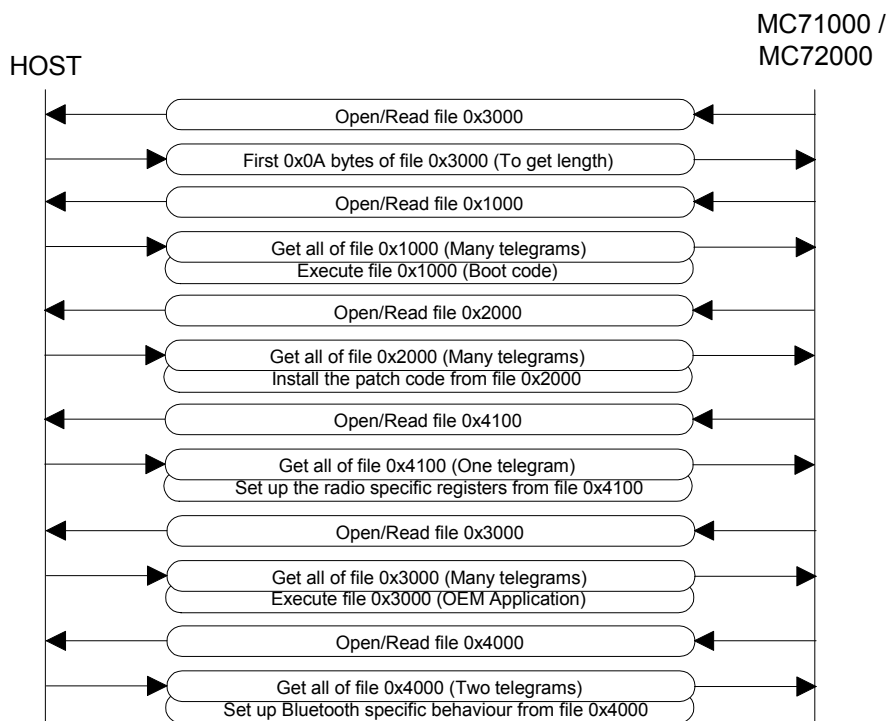 MC71000 /
MC72000
HOST
Open/Read file 0x3000
First 0x0A bytes of file 0x3000 (To get length)
Open/Read file 0x1000
Get all of file 0x1000 (Many telegrams)
Execute file 0x1000 (Boot code)
Open/Read file 0x2000
Get all of file 0x2000 (Many telegrams)
Install the patch code from file 0x2000
Open/Read file 0x4100
Get all of file 0x4100 (One telegram)
Set up the radio specific registers from file 0x4100
Open/Read file 0x3000
Get all of file 0x3000 (Many telegrams)
Execute file 0x3000 (OEM Application)
Open/Read file 0x4000
Get all of file 0x4000 (Two telegrams)
Set up Bluetooth specific behaviour from file 0x4000